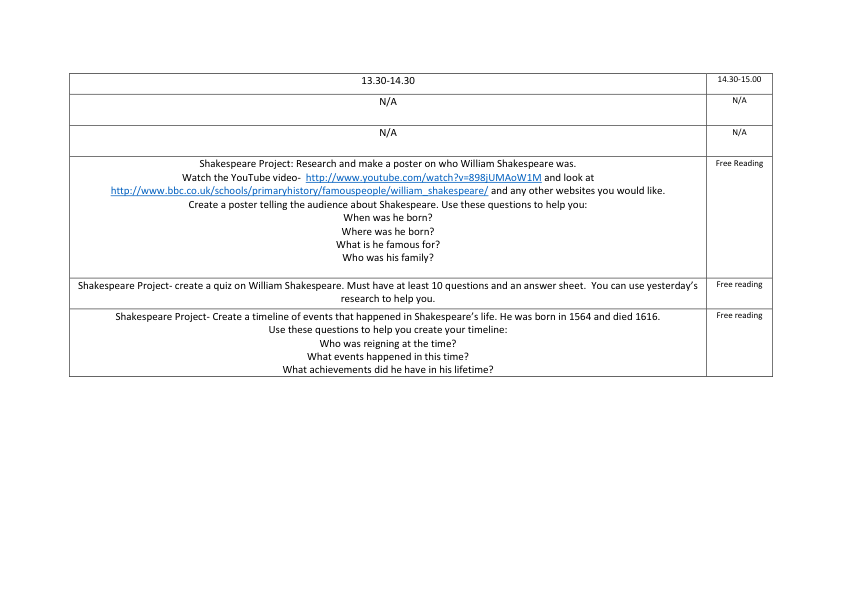 13.30-14.30 14.30-15.00
N/A N/A
N/A N/A
Shakespeare Project: Research and make a poster on who William Shakespeare was. Free Reading
Watch the YouTube video-  http://www.youtube.com/watch?v=898jUMAoW1M and look at
http://www.bbc.co.uk/schools/primaryhistory/famouspeople/william_shakespeare/ and any other websites you would like.
Create a poster telling the audience about Shakespeare. Use these questions to help you:
When was he born?
Where was he born?
What is he famous for?
Who was his family?
Shakespeare Project- create a quiz on William Shakespeare. Must have at least 10 questions and an answer sheet.  You can use yesterday’s Free reading
research to help you.
Shakespeare Project- Create a timeline of events that happened in Shakespeare’s life. He was born in 1564 and died 1616. Free reading
Use these questions to help you create your timeline:
Who was reigning at the time?
What events happened in this time?
What achievements did he have in his lifetime?